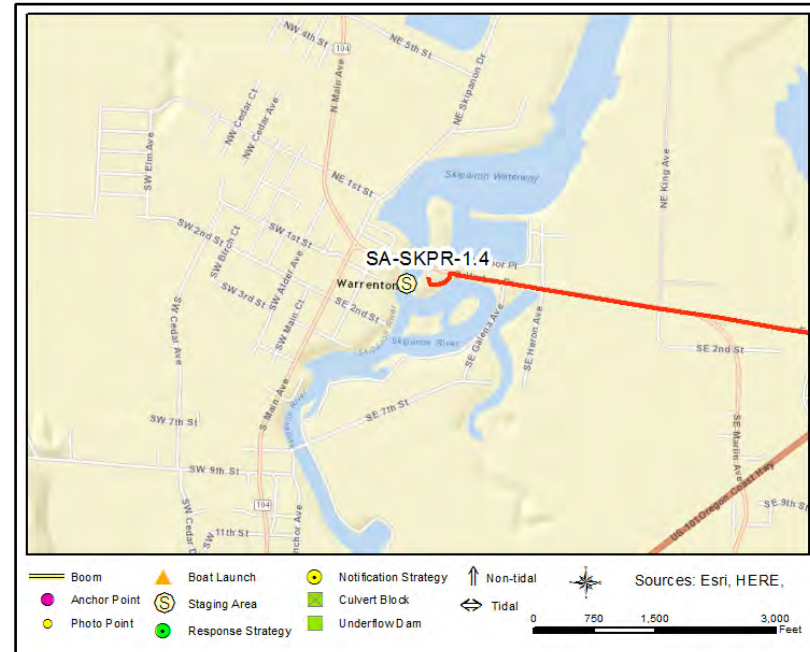 NW 4th St
104
NE 5th St
N Main Ave
NE Skipanon Dr
NW Cedar Ct
NW Cedar Ave
SW Elm Ave
NE 1st St
Skipanon Waterway
NE King Ave
SW 2nd St
SW Birch Ct
SW 1st St
SW Alder Ave
SA-SKPR-1.4
Warrenton
S
SW 3rd St
SE 2nd St
SW Main Ct
Skipanon River
Skipanon River
SE Galena Ave
SE Heron Ave
SE 2nd St
SW Cedar Ave
S Main Ave
SE 7th St
SW 7th St
SE Marlin Ave
SW 9th St
US-101 Oregon Coast Hwy
SE 9th St
104
SW Cedar
SW 11th St
Boom
Boat Launch
Notification Strategy
Non-tidal
Sources: Esri, HERE,
Anchor Point
S
Staging Area
Culvert Block
Tidal
Photo Point
Response Strategy
Underflow Dam
0 750 1,500 3,000
Feet